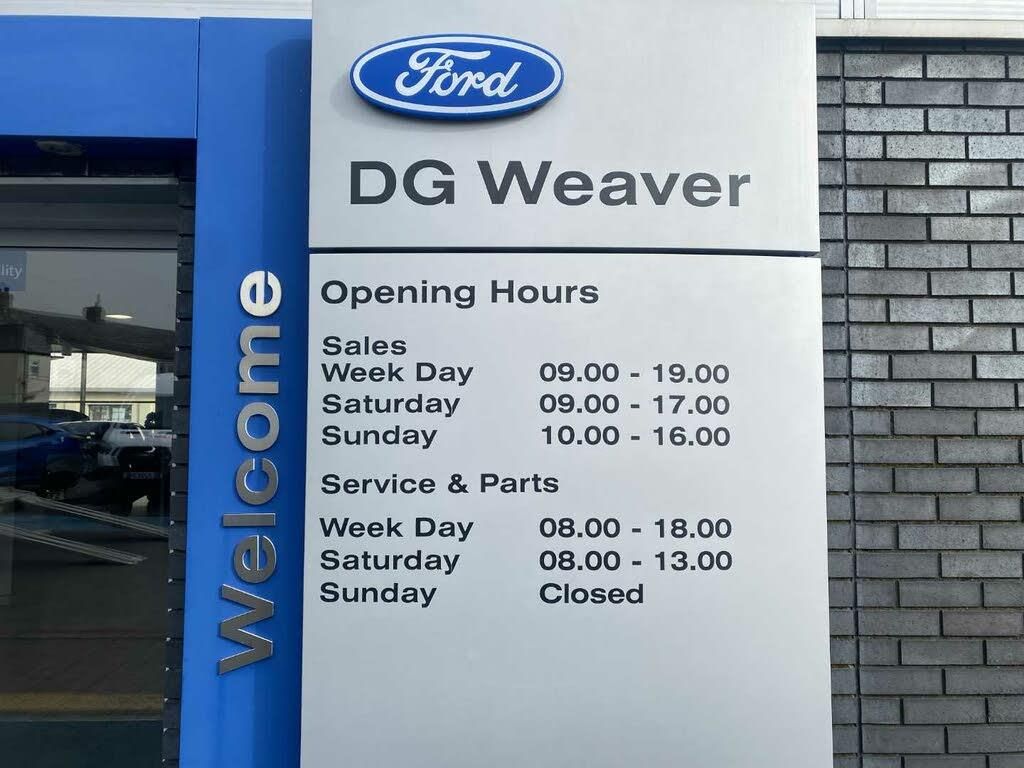 Ford
DG Weaver
Welcome
Opening Hours
Sales
Week Day 09.00 - 19.00
Saturday 09.00 - 17.00
Sunday 10.00 - 16.00
Service & Parts
Week Day 08.00 - 18.00
Saturday 08.00 - 13.00
Sunday Closed
lity